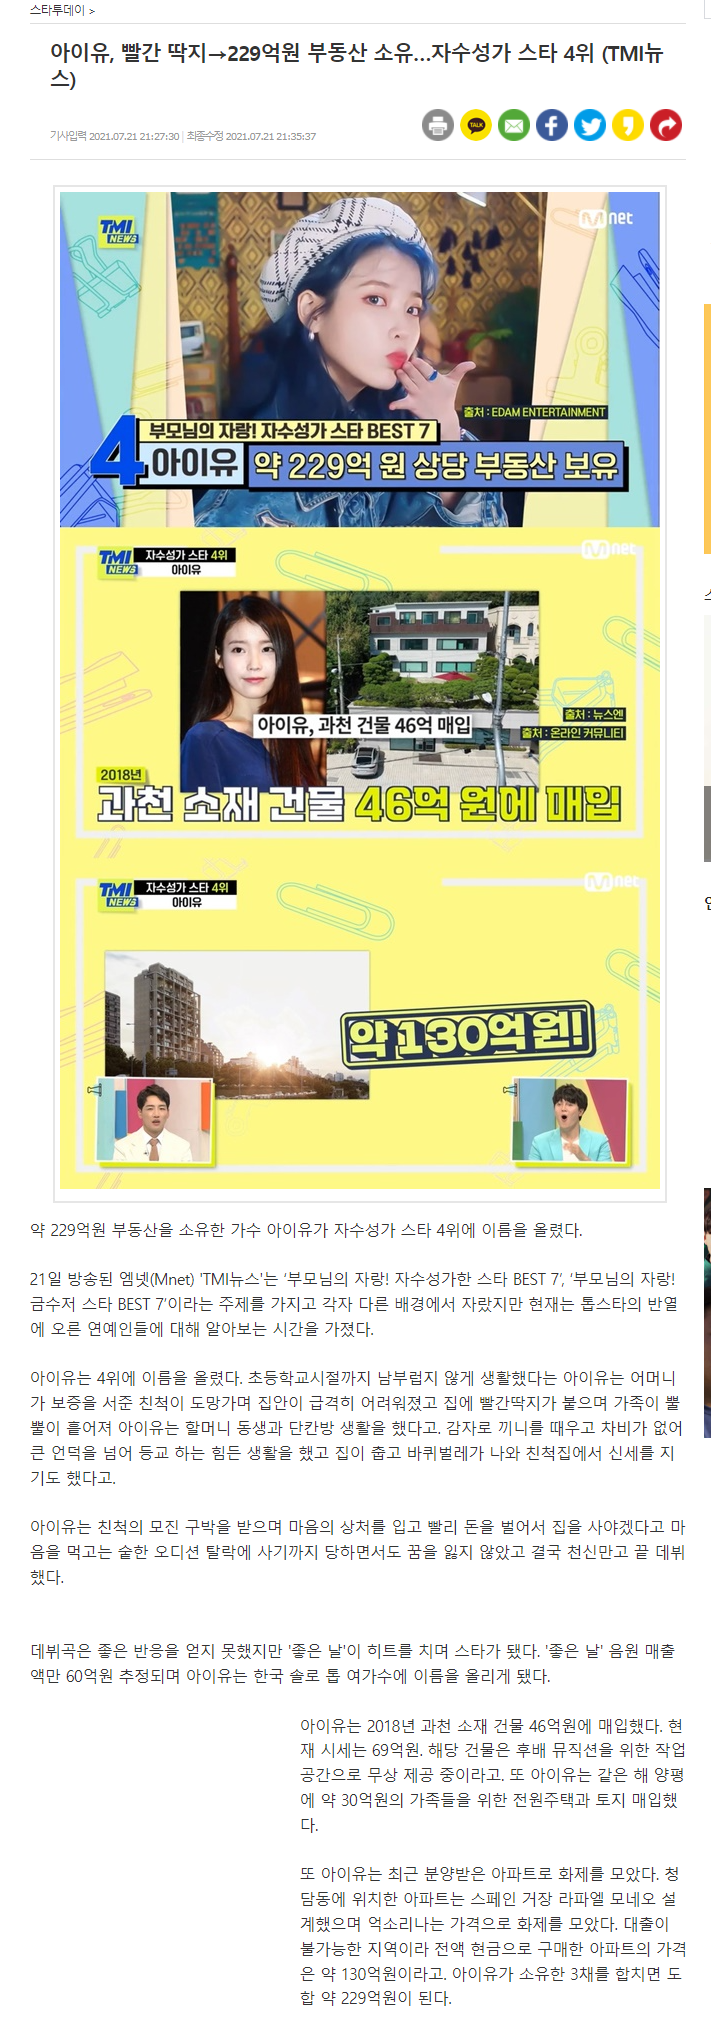 스타투데이 >
아이유, 빨간 딱지→229억원 부동산 소유…자수성가 스타 4위 (TMI뉴
스)
기사입력 2021.07.21 21:27:30 | 최종수정 2021.07.21 21:35:37
TALK
TMI
NEWS
Mnet
출처 : EDAM ENTERTAINMENT
부모님의 자랑! 자수성가 스타 BEST 7
4 아이유 약 229억 원 상당 부동산 보유
TMI
NEWS
자수성가 스타 4위
아이유
Mnet
아이유, 과천 건물 46억 매입
출처 : 뉴스엔
출처 : 온라인 커뮤니티
2018년
과천 소재 건물 46억 원에 매입
TMI
NEWS
자수성가 스타 4위
아이유
Mnet
약 130억 원!
약 229억원 부동산을 소유한 가수 아이유가 자수성가 스타 4위에 이름을 올렸다.
21일 방송된 엠넷(Mnet) 'TMI뉴스'는 ‘부모님의 자랑! 자수성가한 스타 BEST 7’, ‘부모님의 자랑!
금수저 스타 BEST 7’이라는 주제를 가지고 각자 다른 배경에서 자랐지만 현재는 톱스타의 반열
에 오른 연예인들에 대해 알아보는 시간을 가졌다.
아이유는 4위에 이름을 올렸다. 초등학교시절까지 남부럽지 않게 생활했다는 아이유는 어머니
가 보증을 서준 친척이 도망가며 집안이 급격히 어려워졌고 집에 빨간딱지가 붙으며 가족이 뿔
뿔이 흩어져 아이유는 할머니 동생과 단칸방 생활을 했다고. 감자로 끼니를 때우고 차비가 없어
큰 언덕을 넘어 등교 하는 힘든 생활을 했고 집이 춥고 바퀴벌레가 나와 친척집에서 신세를 지
기도 했다고.
아이유는 친척의 모진 구박을 받으며 마음의 상처를 입고 빨리 돈을 벌어서 집을 사야겠다고 마
음을 먹고는 숱한 오디션 탈락에 사기까지 당하면서도 꿈을 잃지 않았고 결국 천신만고 끝 데뷔
했다.
데뷔곡은 좋은 반응을 얻지 못했지만 '좋은 날'이 히트를 치며 스타가 됐다. '좋은 날' 음원 매출
액만 60억원 추정되며 아이유는 한국 솔로 톱 여가수에 이름을 올리게 됐다.
아이유는 2018년 과천 소재 건물 46억원에 매입했다. 현
재 시세는 69억원. 해당 건물은 후배 뮤직션을 위한 작업
공간으로 무상 제공 중이라고. 또 아이유는 같은 해 양평
에 약 30억원의 가족들을 위한 전원주택과 토지 매입했
다.
또 아이유는 최근 분양받은 아파트로 화제를 모았다. 청
담동에 위치한 아파트는 스페인 거장 라파엘 모네오 설
계했으며 억소리나는 가격으로 화제를 모았다. 대출이
불가능한 지역이라 전액 현금으로 구매한 아파트의 가격
은 약 130억원이라고. 아이유가 소유한 3채를 합치면 도
합 약 229억원이 된다.